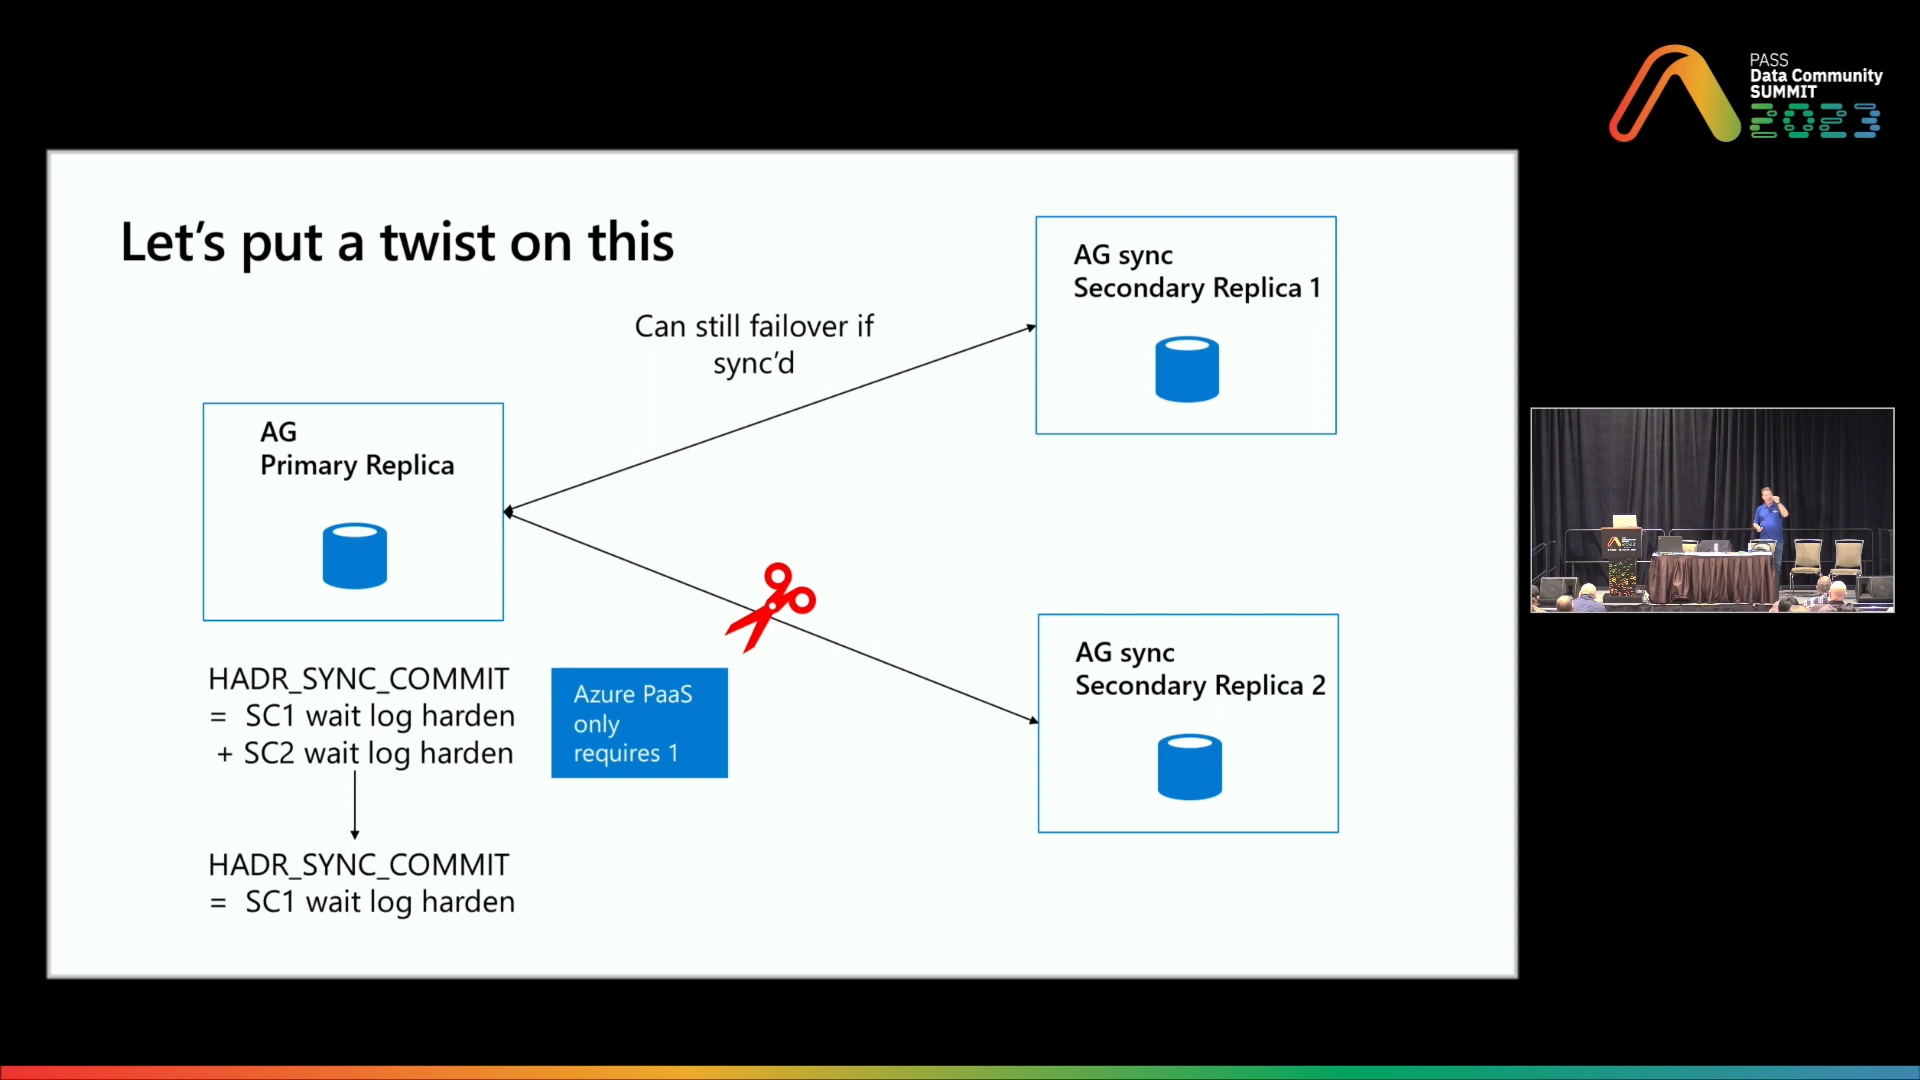 PASS
Data Community
SUMMIT
2023
Let's put a twist on this
AG sync
Secondary Replica 1
Can still failover if
sync'd
AG
Primary Replica
AG sync
Secondary Replica 2
HADR_SYNC_COMMIT
= SC1 wait log harden
+ SC2 wait log harden
Azure PaaS
only
requires 1
HADR_SYNC_COMMIT
= SC1 wait log harden